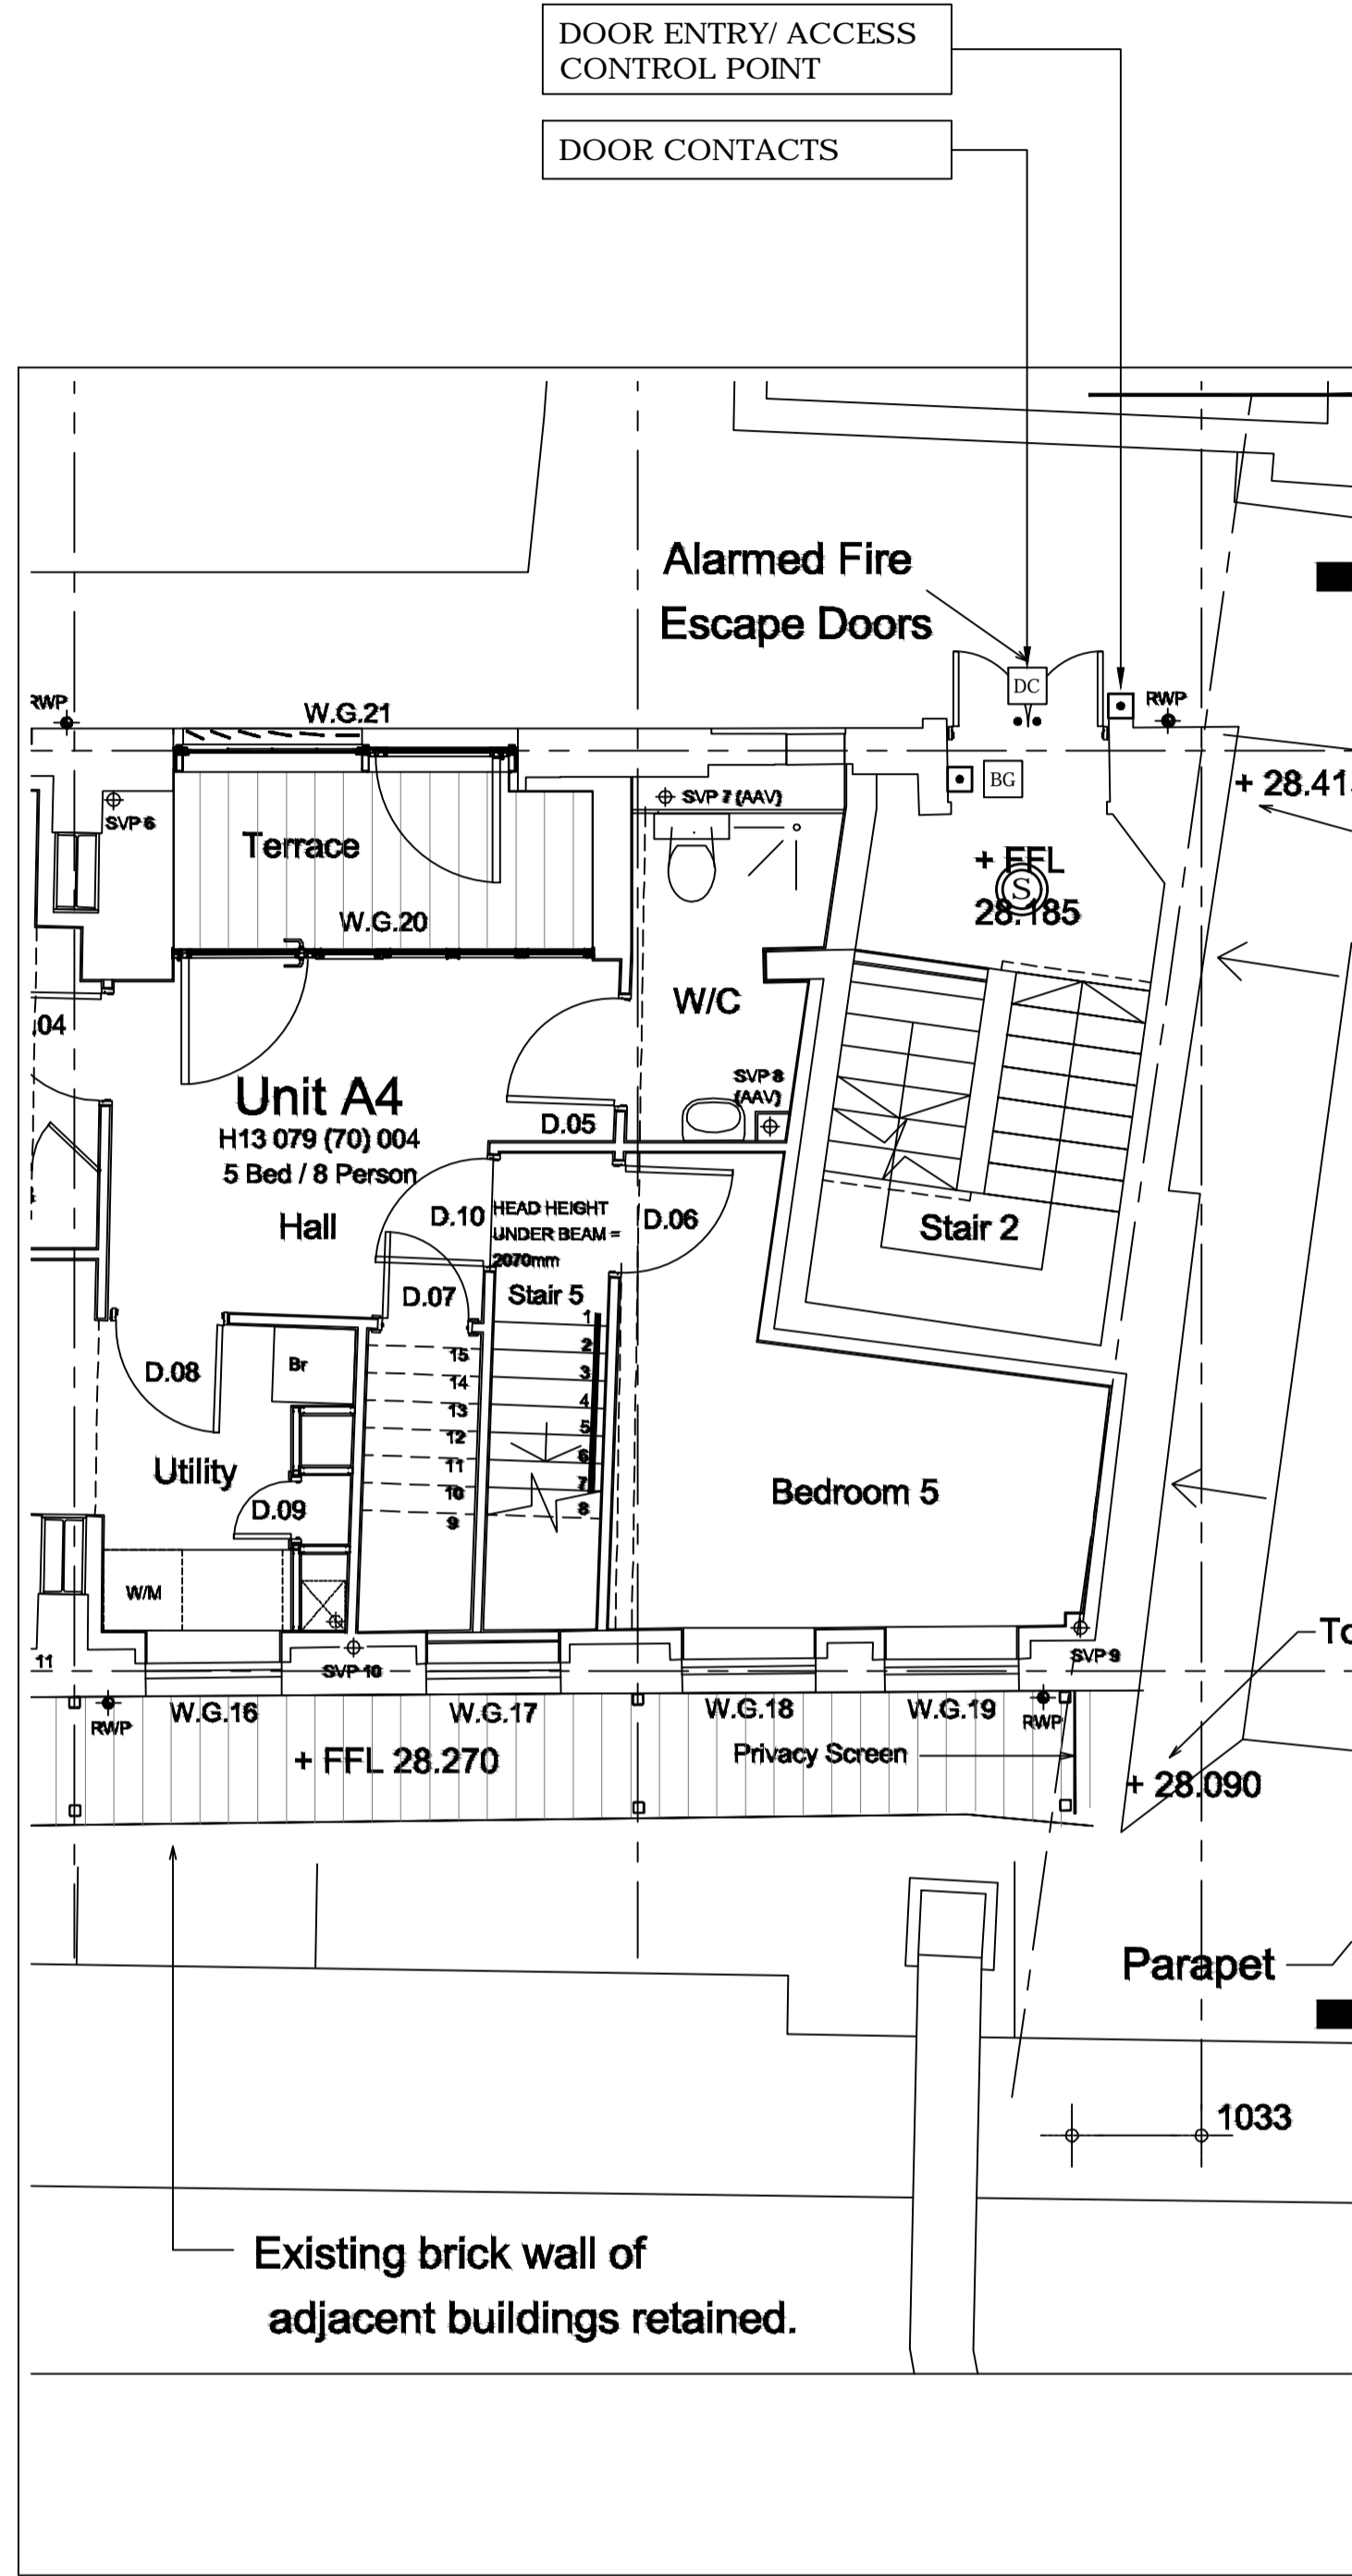 DOOR ENTRY/ ACCESS
CONTROL POINT
DOOR CONTACTS
Alarmed Fire
Escape Doors
DC
RWP
RWP
W.G.21
BG
SVP 7 (AAV)
SVP 6
+ 28.41
Terrace
+ FFL
S
28.185
W.G.20
W/C
.04
SVP 8
(AAV)
Unit A4
D.05
H13 079 (70) 004
5 Bed / 8 Person
Hall
D.10
HEAD HEIGHT
UNDER BEAM =
2070mm
D.06
Stair 2
D.07
Stair 5
1
2
3
4
5
6
7
8
15
14
13
12
11
10
9
D.08
Br
Utility
D.09
Bedroom 5
W/M
To
11
SVP 10
SVP 9
RWP
W.G.16
W.G.17
W.G.18
W.G.19
RWP
+ FFL 28.270
Privacy Screen
+ 28.090
Parapet
1033
Existing brick wall of
adjacent buildings retained.